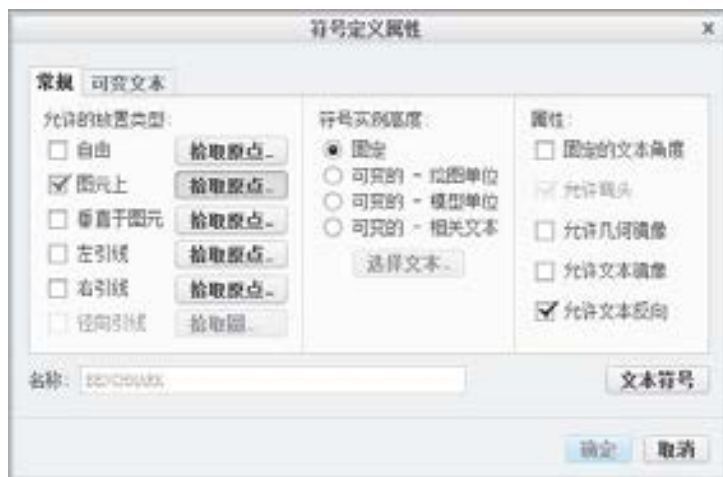 符号定义属性
常规 可变文本
允许的放置类型:
自由 拾取原点...
图元上 拾取原点...
垂直于图元 拾取原点...
左引线 拾取原点...
右引线 拾取原点...
径向引线 拾取圆...
符号实例高度:
固定
可变的 - 绘图单位
可变的 - 模型单位
可变的 - 相关文本
选择文本...
属性:
固定的文本角度
允许弯头
允许几何镜像
允许文本镜像
允许文本反向
名称: BENCHMARK
文本符号
确定 取消